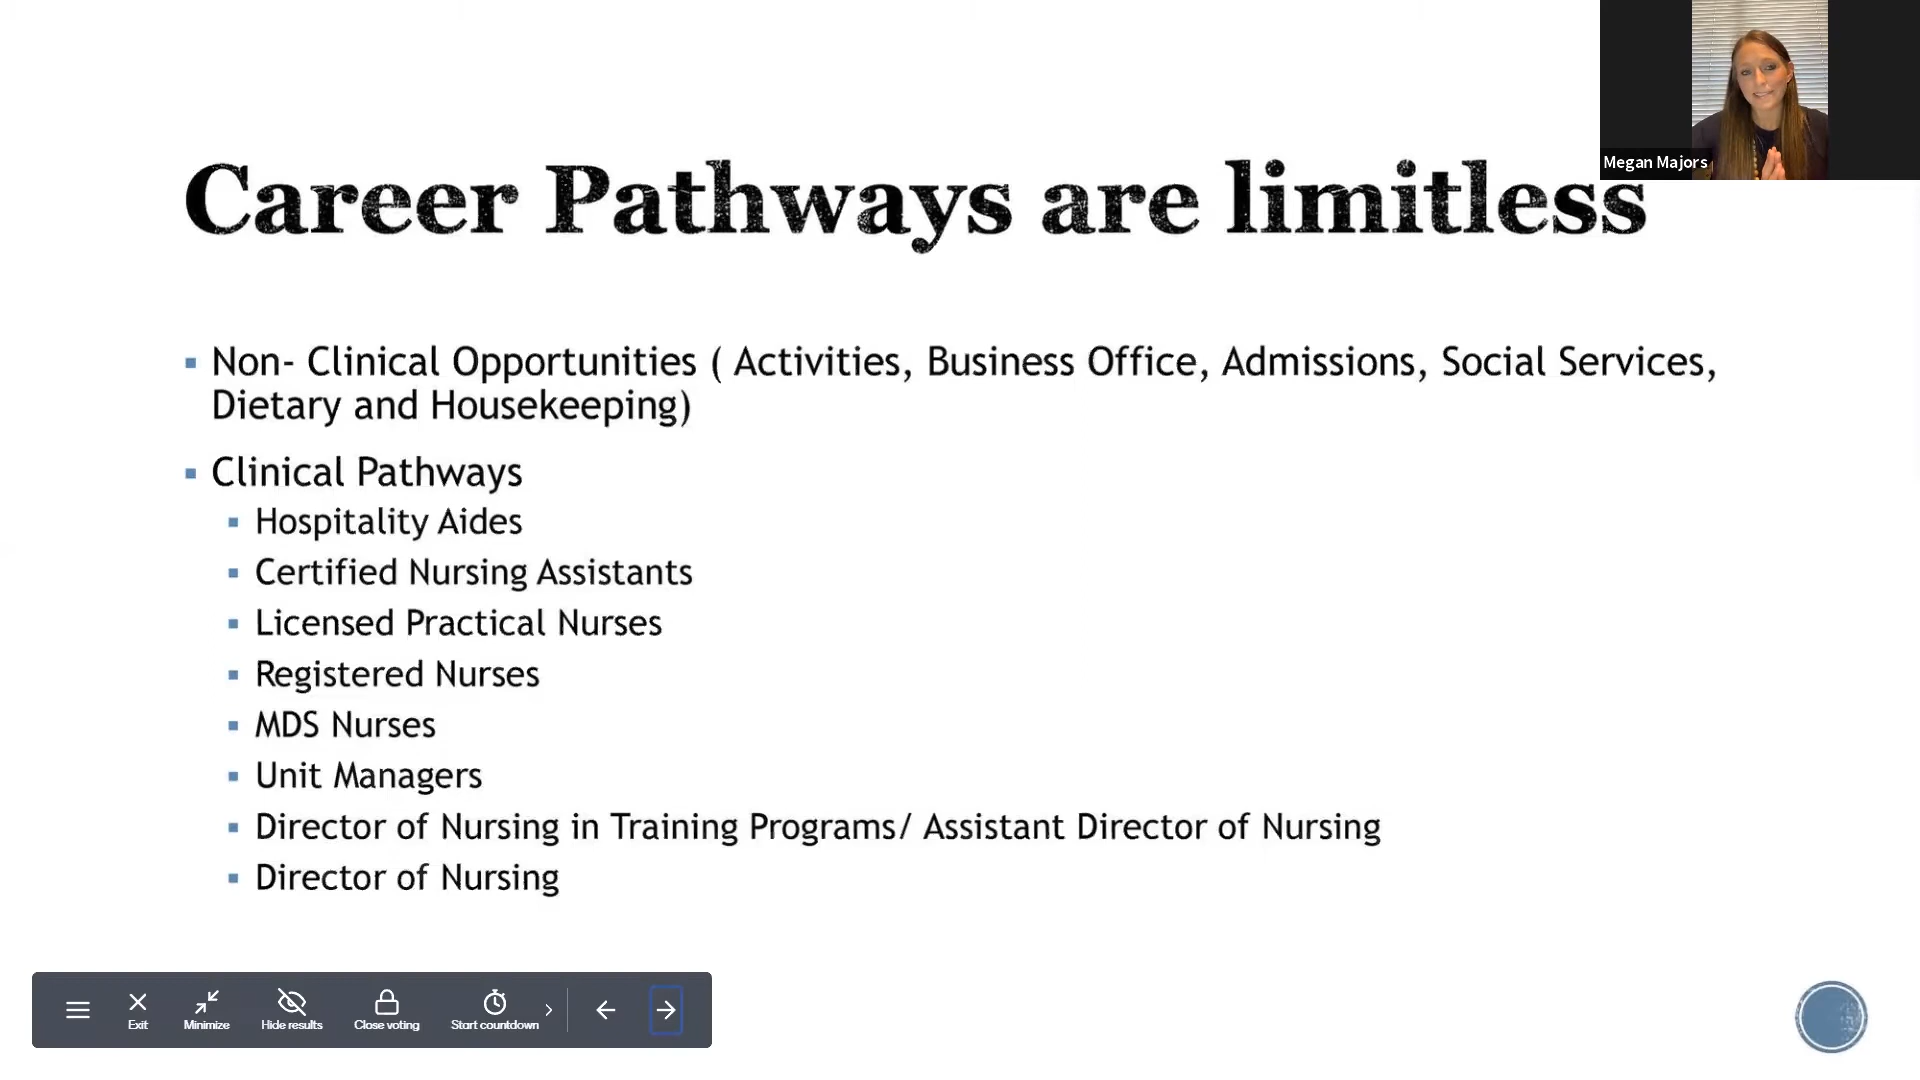 Megan Majors
Career Pathways are limitless
Non- Clinical Opportunities ( Activities, Business Office, Admissions, Social Services,
Dietary and Housekeeping)
Clinical Pathways
Hospitality Aides
Certified Nursing Assistants
Licensed Practical Nurses
Registered Nurses
MDS Nurses
Unit Managers
Director of Nursing in Training Programs/ Assistant Director of Nursing
Director of Nursing
Exit
Minimize
Hide results
Close voting
Start countdown